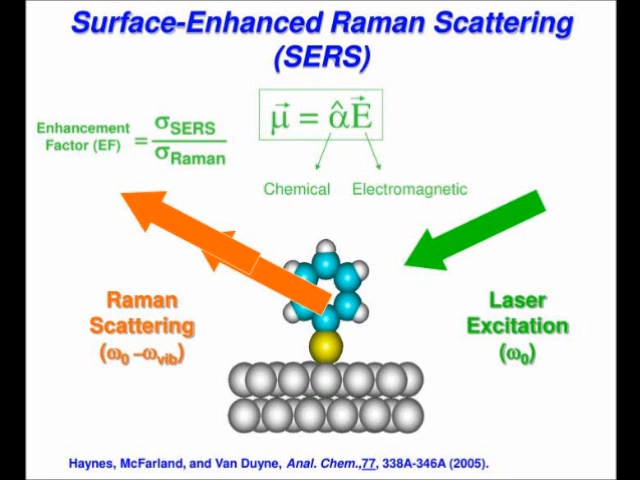 Surface-Enhanced Raman Scattering
(SERS)
Enhancement
Factor (EF)
=
σSERS
σRaman
μ⃗ = α̂E⃗
Chemical
Electromagnetic
Raman
Scattering
(ω0 –ωvib)
Laser
Excitation
(ω0)
Haynes, McFarland, and Van Duyne, Anal. Chem.,77, 338A-346A (2005).